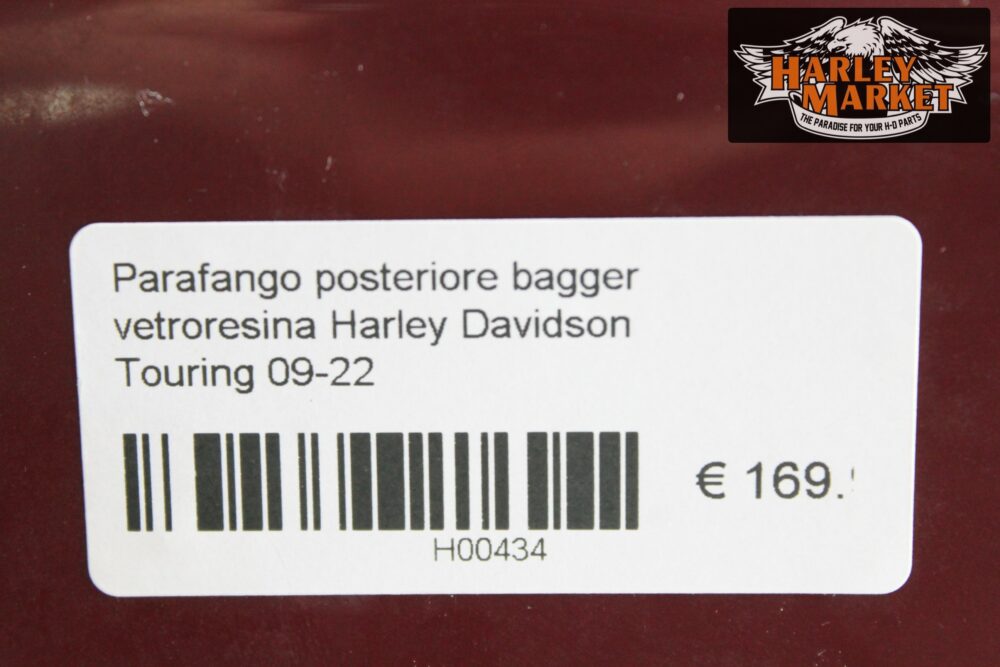 HARLEY
MARKET
THE PARADISE FOR YOUR H-D PARTS
Parafango posteriore bagger
vetroresina Harley Davidson
Touring 09-22
€ 169.
H00434